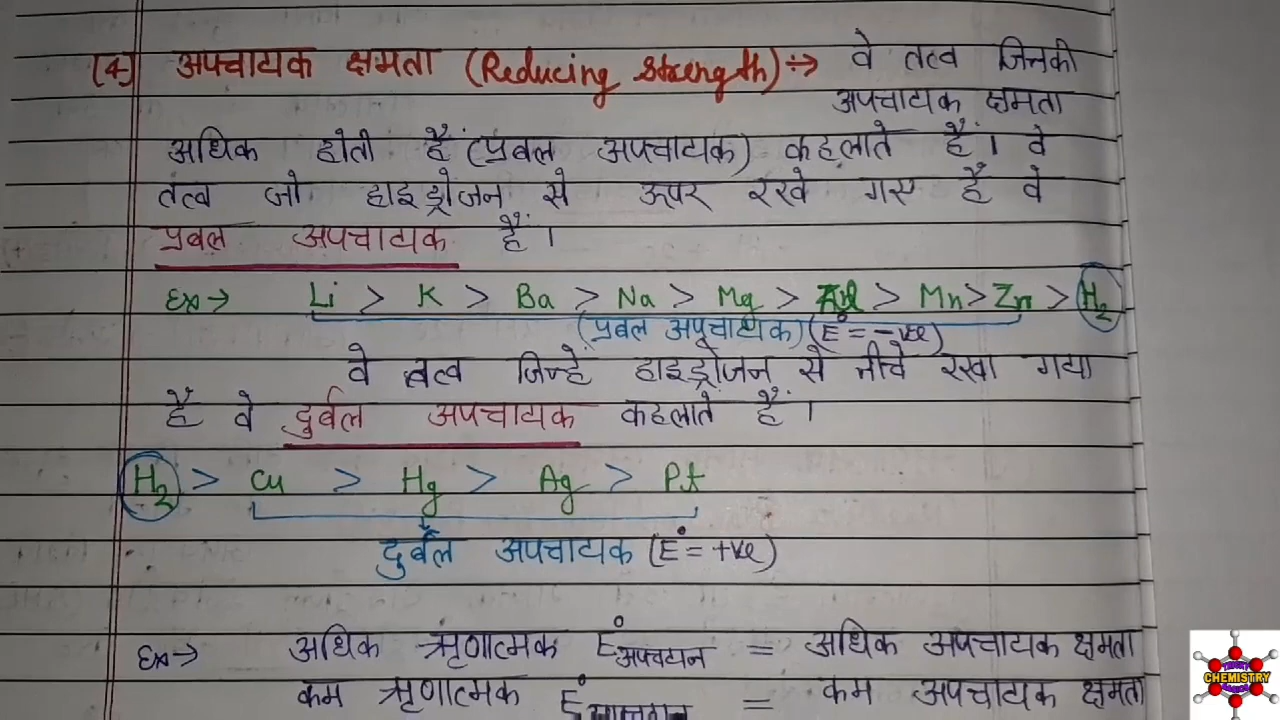 (4) अपचायक क्षमता (Reducing Strength) :→ वे तत्व जिनकी
अपचायक क्षमता
अधिक होती हैं (प्रबल अपचायक) कहलाते हैं। वे
तत्व जो हाइड्रोजन से ऊपर रखे गए हैं वे
प्रबल अपचायक हैं।
Ex→ Li > K > Ba > Na > Mg > > Mn > Zn > H2
(प्रबल अपचायक) (E° = -ve)
वे तत्व जिन्हे हाइड्रोजन से नीचे रखा गया
हैं वे दुर्बल अपचायक कहलाते हैं।
H2 > Cu > Hg > Ag > Pt
दुर्बल अपचायक (E° = +ve)
Ex→ अधिक ऋणात्मक E°अपचयन = अधिक अपचायक क्षमता
कम ऋणात्मक E° = कम अपचायक क्षमता
CHEMISTRY